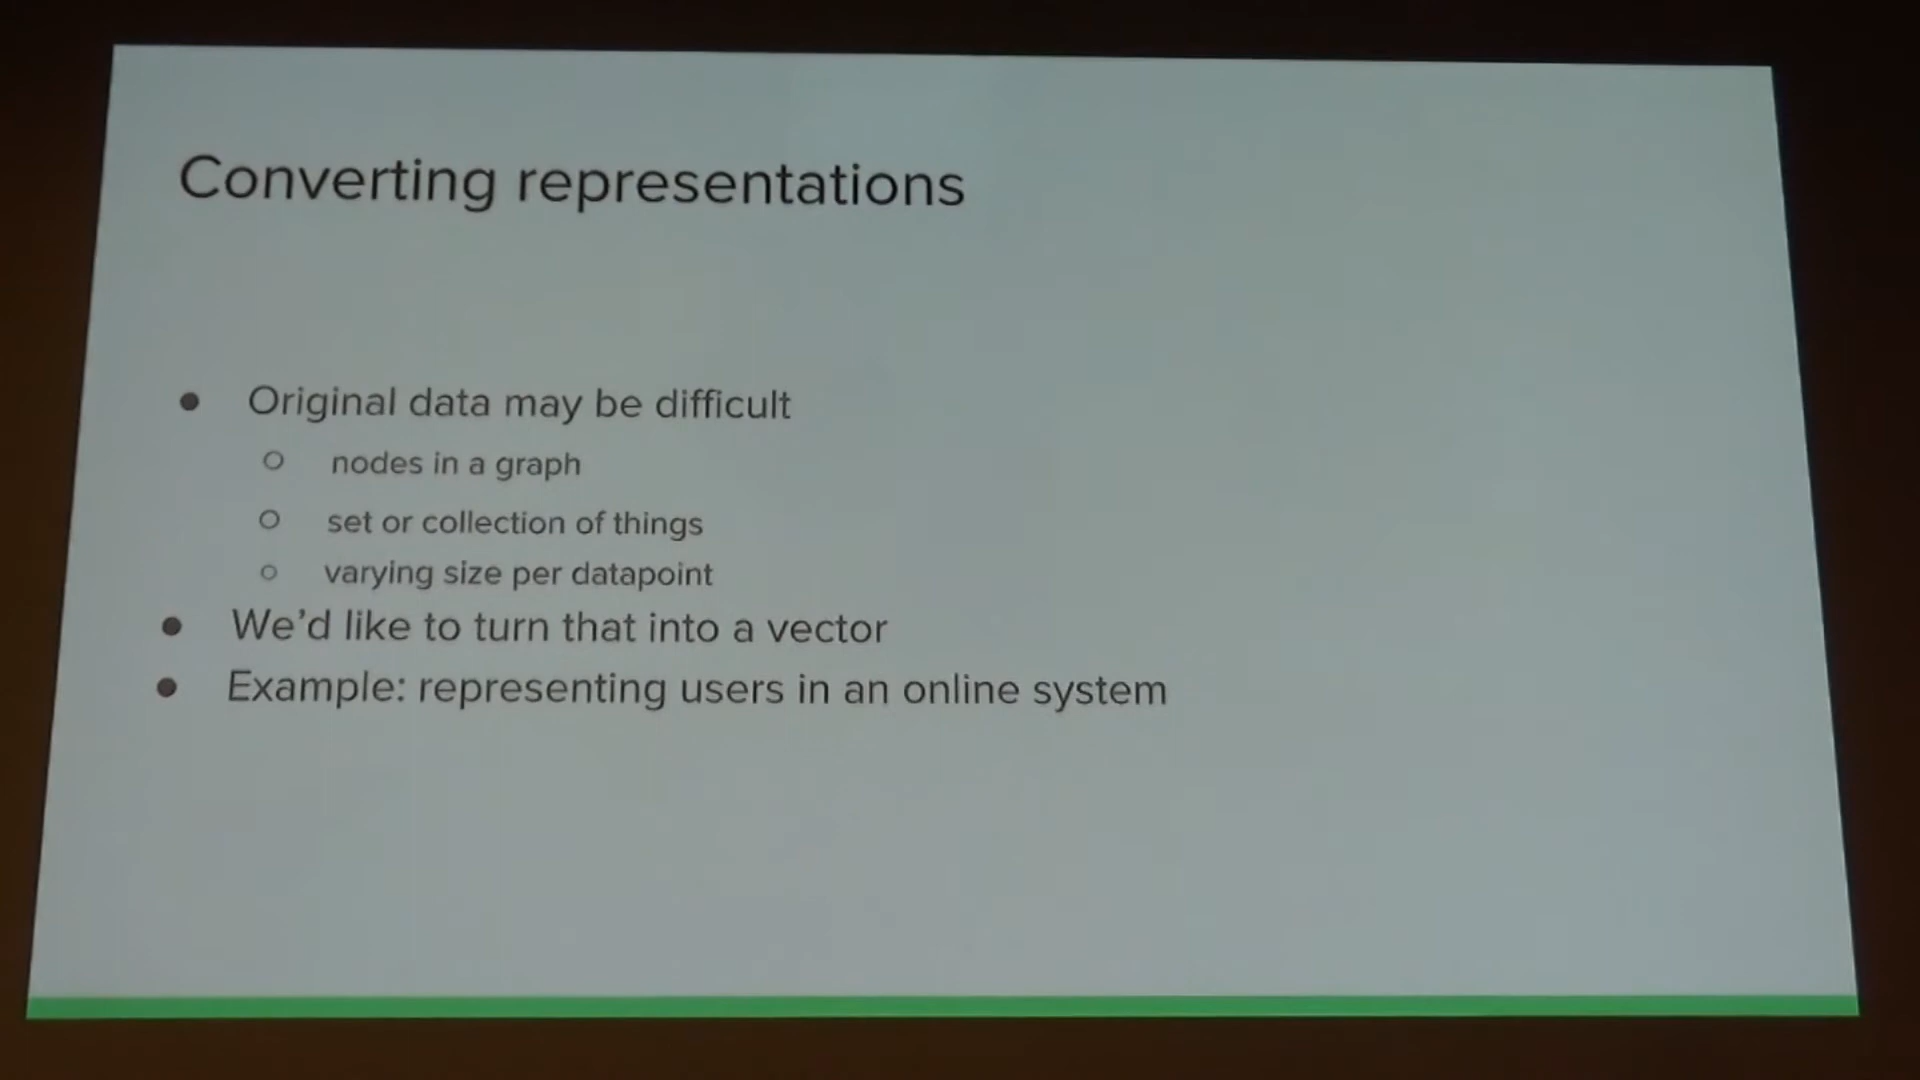 Converting representations
● Original data may be difficult
○ nodes in a graph
○ set or collection of things
○ varying size per datapoint
● We'd like to turn that into a vector
● Example: representing users in an online system